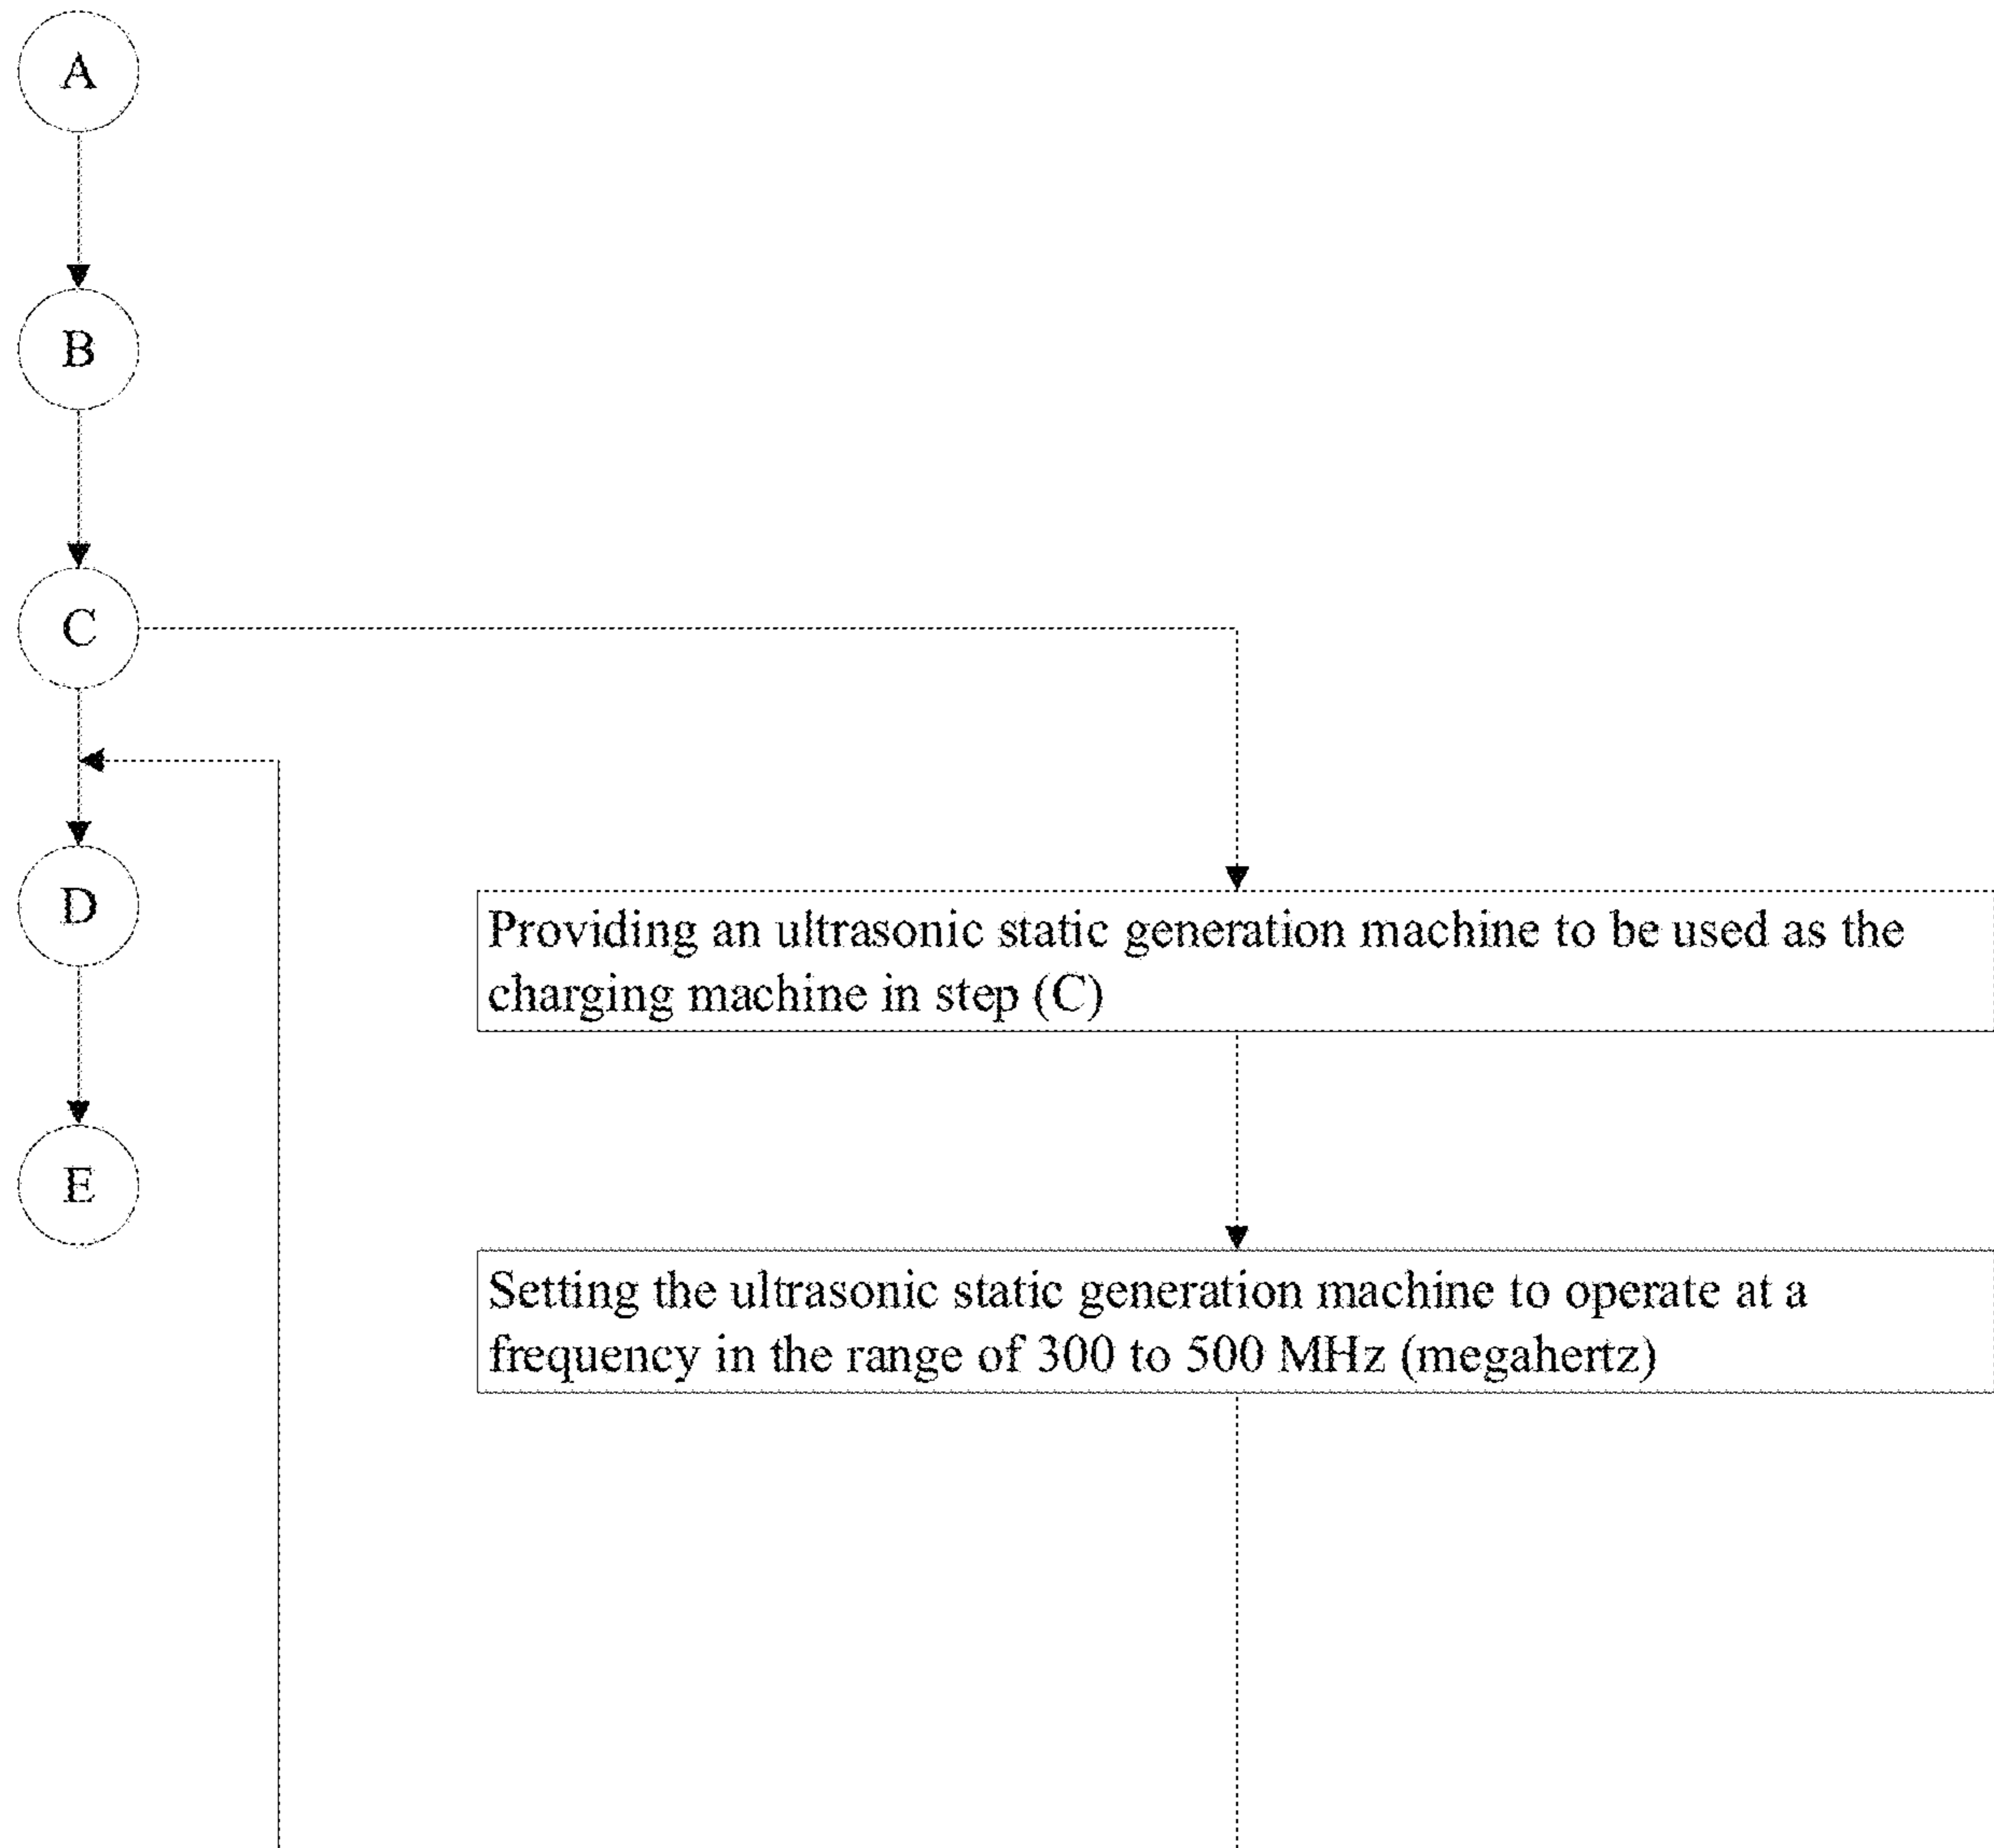 A
B
C
D
Providing an ultrasonic static generation machine to be used as the
charging machine in step (C)
E
Setting the ultrasonic static generation machine to operate at a
frequency in the range of 300 to 500 MHz (megahertz)